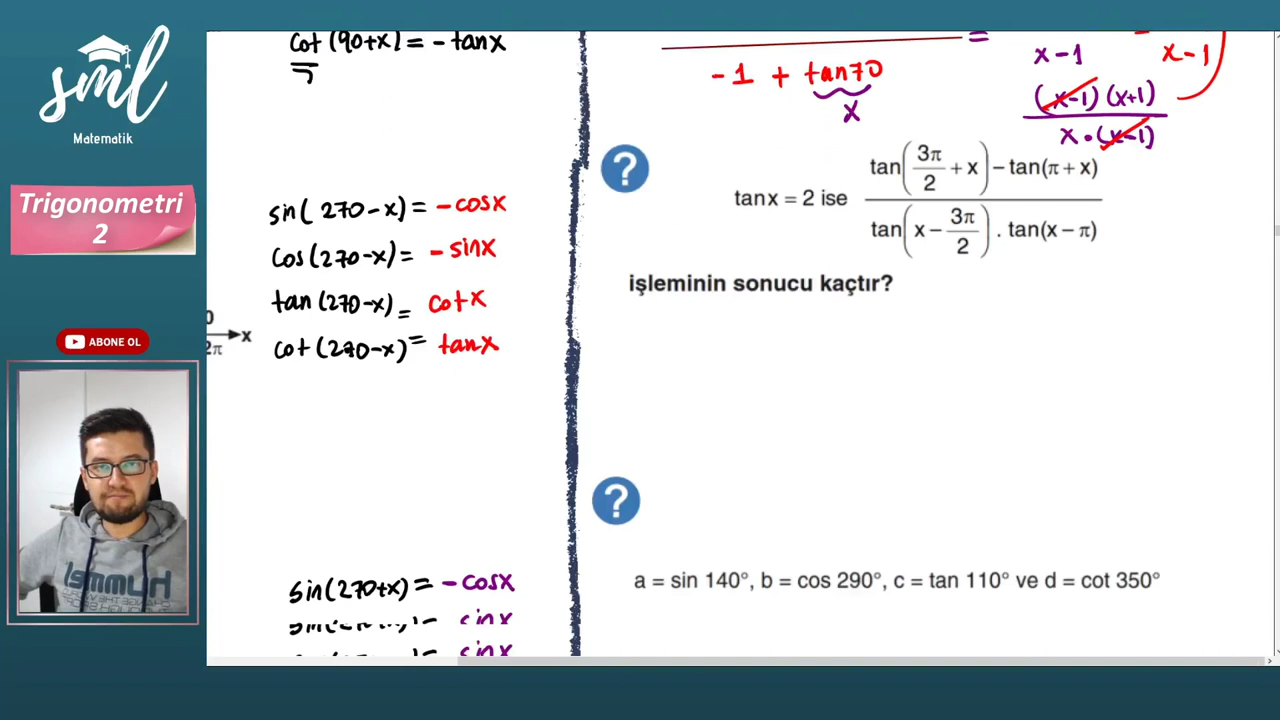 sml
Matematik
Trigonometri
2
ABONE OL
cot (90+x) = - tanx
sin( 270-x) = -cosx
cos(270-x) = - sinx
tan (270-x) = cotx
cot (270-x) = tanx
0
2π
x
sin(270+x) = -cosx
sinx
sinx
-1 + tan70
x
=
x-1
x-1
(x-1) (x+1)
x . (x-1)
?
tan(3π/2 + x) − tan(π + x)
tanx = 2 ise
tan(x − 3π/2) . tan(x − π)
işleminin sonucu kaçtır?
?
a = sin 140°, b = cos 290°, c = tan 110° ve d = cot 350°